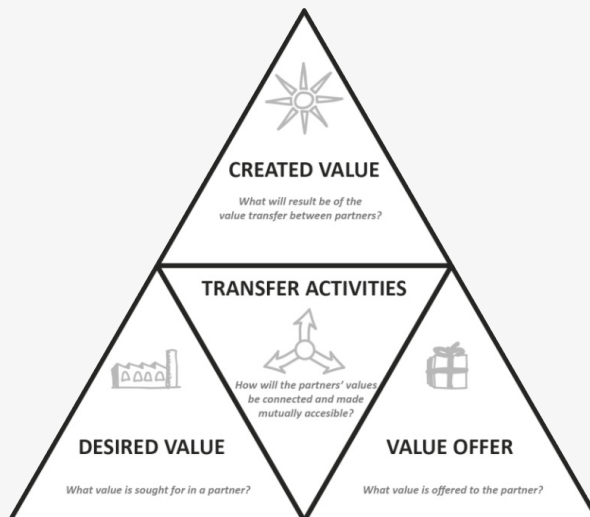 CREATED VALUE
What will result be of the
value transfer between partners?
TRANSFER ACTIVITIES
How will the partners' values
be connected and made
mutually accesible?
DESIRED VALUE
What value is sought for in a partner?
VALUE OFFER
What value is offered to the partner?